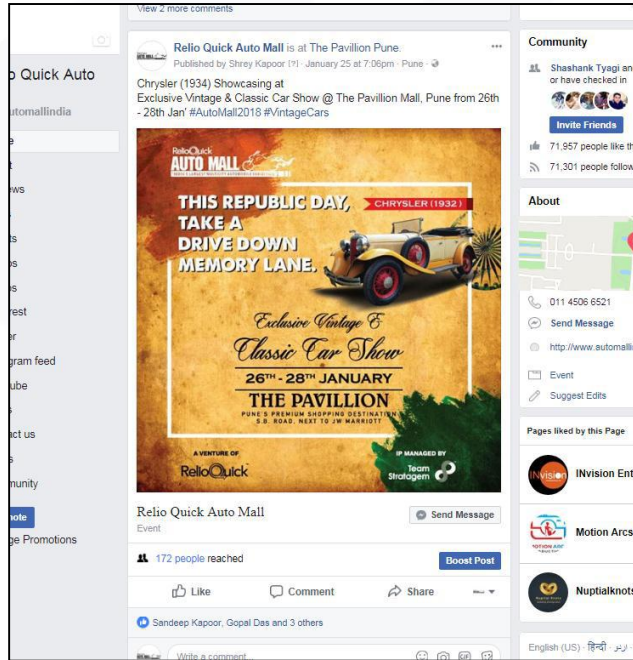 View 2 more comments
Relio Quick Auto Mall is at The Pavillion Pune.
Published by Shrey Kapoor [?] · January 25 at 7:06pm · Pune ·
Chrysler (1934) Showcasing at
Exclusive Vintage & Classic Car Show @ The Pavillion Mall, Pune from 26th
- 28th Jan' #AutoMall2018 #VintageCars
RelioQuick
AUTO MALL
THIS REPUBLIC DAY,
TAKE A
DRIVE DOWN
MEMORY LANE.
CHRYSLER (1932)
Exclusive Vintage &
Classic Car Show
26TH - 28TH JANUARY
THE PAVILLION
PUNE'S PREMIUM SHOPPING DESTINATION
S.B. ROAD, NEXT TO JW MARRIOTT
A VENTURE OF
RelioQuick
IP MANAGED BY
Team
Stratagem
Relio Quick Auto Mall
Event
Send Message
172 people reached
Boost Post
Like
Comment
Share
Sandeep Kapoor, Gopal Das and 3 others
Write a comment...
Quick Auto
utomallindia
ews
ts
os
rest
er
gram feed
ube
act us
munity
ote
ge Promotions
Community
Shashank Tyagi an
or have checked in
Invite Friends
71,957 people like th
71,301 people follow
About
011 4506 6521
Send Message
http://www.automalli
Event
Suggest Edits
Pages liked by this Page
INvision
INvision Ent
MOTION ARC
Motion Arcs
Nuptialknots
English (US) · हिन्दी · اردو ·